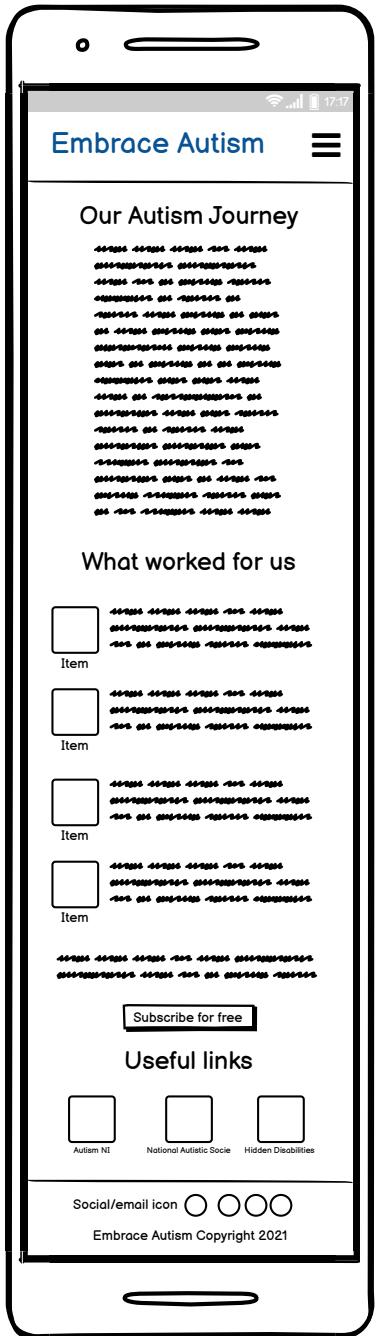 17:17
Embrace Autism
Our Autism Journey
What worked for us
Item
Item
Item
Item
Subscribe for free
Useful links
Autism NI National Autistic Socie Hidden Disabilities
Social/email icon
Embrace Autism Copyright 2021